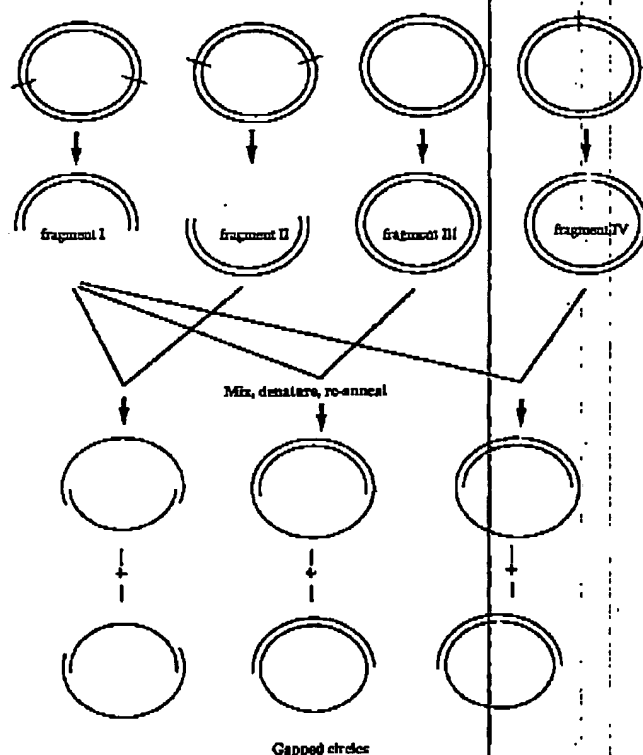 fragment I
fragment II
fragment III
fragment IV
Mix, denature, re-anneal
+
+
+
Gapped circles